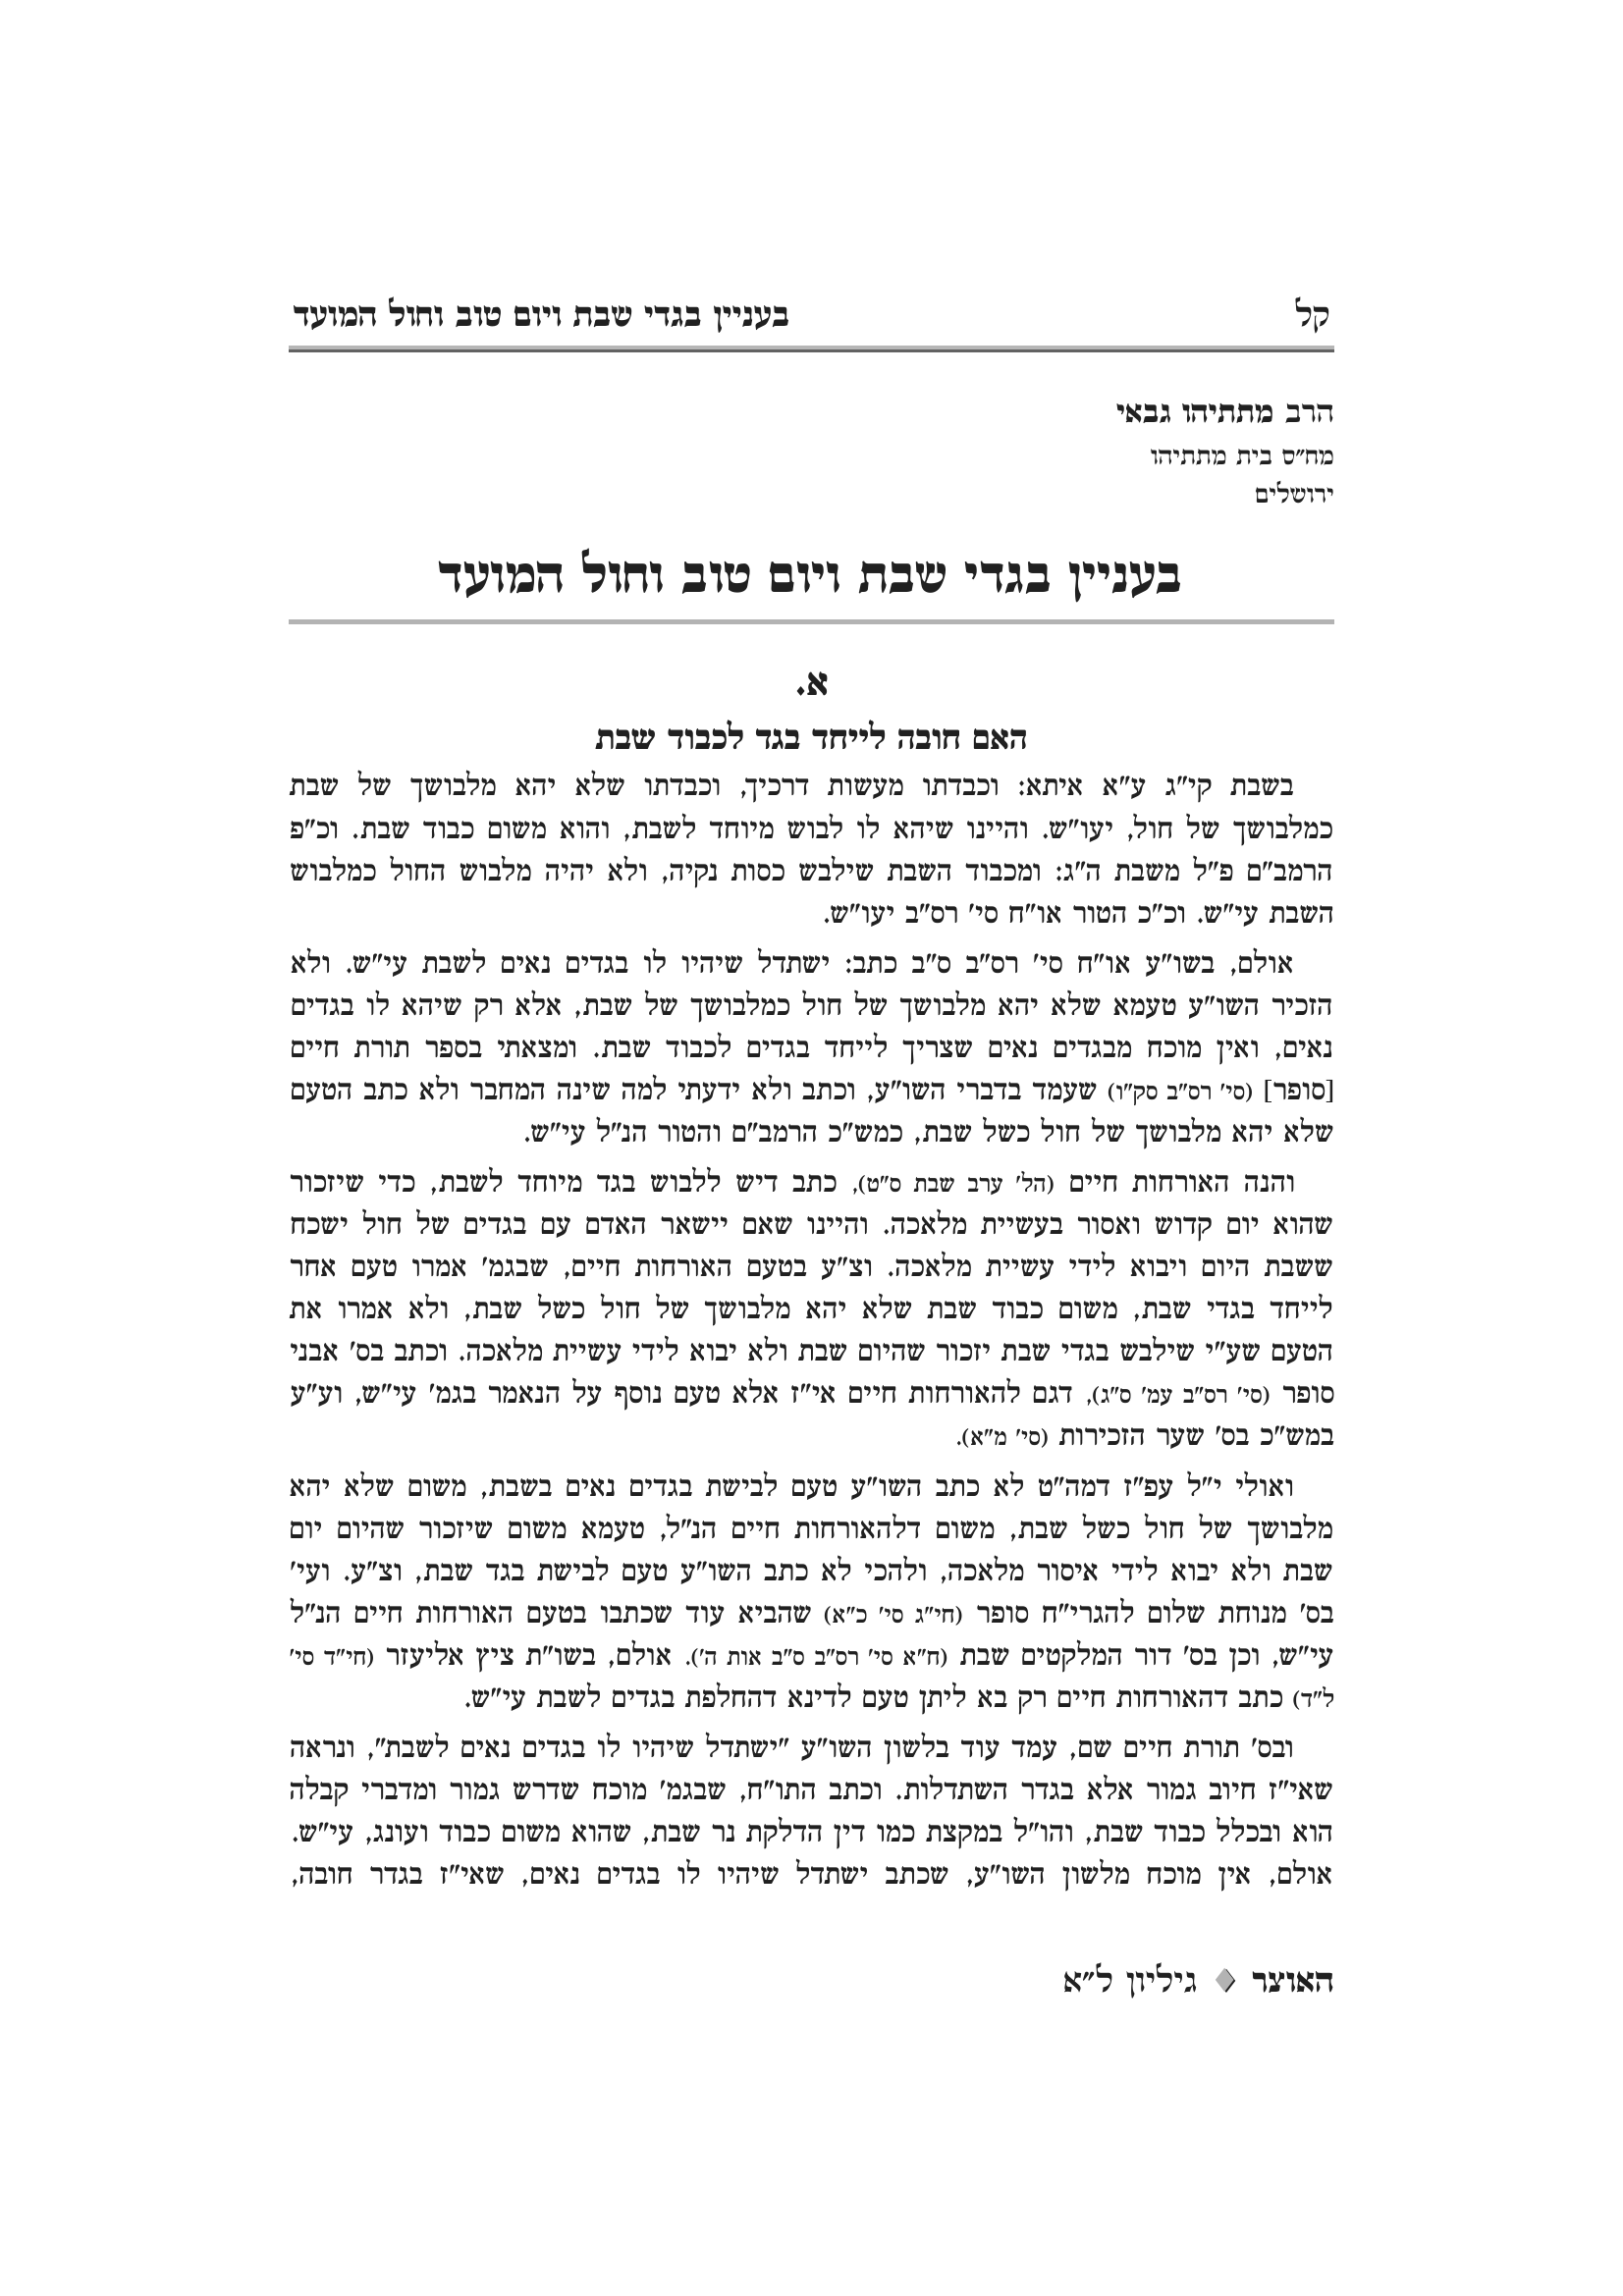 קל
בעניין בגדי שבת ויום טוב וחול המועד
הרב מתתיהו גבאי
מח״ס בית מתתיהו
ירושלים
בעניין בגדי שבת ויום טוב וחול המועד
א.
האם חובה לייחד בגד לכבוד שבת
בשבת קי"ג ע"א איתא: וכבדתו מעשות דרכיך, וכבדתו שלא יהא מלבושך של שבת
כמלבושך של חול, יעו"ש. והיינו שיהא לו לבוש מיוחד לשבת, והוא משום כבוד שבת. וכ"פ
הרמב"ם פ"ל משבת ה"ג: ומכבוד השבת שילבש כסות נקיה, ולא יהיה מלבוש החול כמלבוש
השבת עי"ש. וכ"כ הטור או"ח סי' רס"ב יעו"ש.
אולם, בשו"ע או"ח סי' רס"ב ס"ב כתב: ישתדל שיהיו לו בגדים נאים לשבת עי"ש. ולא
הזכיר השו"ע טעמא שלא יהא מלבושך של חול כמלבושך של שבת, אלא רק שיהא לו בגדים
נאים, ואין מוכח מבגדים נאים שצריך לייחד בגדים לכבוד שבת. ומצאתי בספר תורת חיים
[סופר] (סי' רס"ב סק"ו) שעמד בדברי השו"ע, וכתב ולא ידעתי למה שינה המחבר ולא כתב הטעם
שלא יהא מלבושך של חול כשל שבת, כמש"כ הרמב"ם והטור הנ"ל עי"ש.
והנה האורחות חיים (הל' ערב שבת ס"ט), כתב דיש ללבוש בגד מיוחד לשבת, כדי שיזכור
שהוא יום קדוש ואסור בעשיית מלאכה. והיינו שאם יישאר האדם עם בגדים של חול ישכח
ששבת היום ויבוא לידי עשיית מלאכה. וצ"ע בטעם האורחות חיים, שבגמ' אמרו טעם אחר
לייחד בגדי שבת, משום כבוד שבת שלא יהא מלבושך של חול כשל שבת, ולא אמרו את
הטעם שע"י שילבש בגדי שבת יזכור שהיום שבת ולא יבוא לידי עשיית מלאכה. וכתב בס' אבני
סופר (סי' רס"ב עמ' ס"ג), דגם להאורחות חיים אי"ז אלא טעם נוסף על הנאמר בגמ' עי"ש, וע"ע
במש"כ בס' שער הזכירות (סי' מ"א).
ואולי י"ל עפ"ז דמה"ט לא כתב השו"ע טעם לבישת בגדים נאים בשבת, משום שלא יהא
מלבושך של חול כשל שבת, משום דלהאורחות חיים הנ"ל, טעמא משום שיזכור שהיום יום
שבת ולא יבוא לידי איסור מלאכה, ולהכי לא כתב השו"ע טעם לבישת בגד שבת, וצ"ע. ועי'
בס' מנוחת שלום להגרי"ח סופר (חי"ג סי' כ"א) שהביא עוד שכתבו בטעם האורחות חיים הנ"ל
עי"ש, וכן בס' דור המלקטים שבת (ח"א סי' רס"ב ס"ב אות ה'). אולם, בשו"ת ציץ אליעזר (חי"ד סי'
ל"ד) כתב דהאורחות חיים רק בא ליתן טעם לדינא דהחלפת בגדים לשבת עי"ש.
ובס' תורת חיים שם, עמד עוד בלשון השו"ע "ישתדל שיהיו לו בגדים נאים לשבת", ונראה
שאי"ז חיוב גמור אלא בגדר השתדלות. וכתב התו"ח, שבגמ' מוכח שדרש גמור ומדברי קבלה
הוא ובכלל כבוד שבת, והו"ל במקצת כמו דין הדלקת נר שבת, שהוא משום כבוד ועונג, עי"ש.
אולם, אין מוכח מלשון השו"ע, שכתב ישתדל שיהיו לו בגדים נאים, שאי"ז בגדר חובה,
האוצר ♦ גיליון ל״א